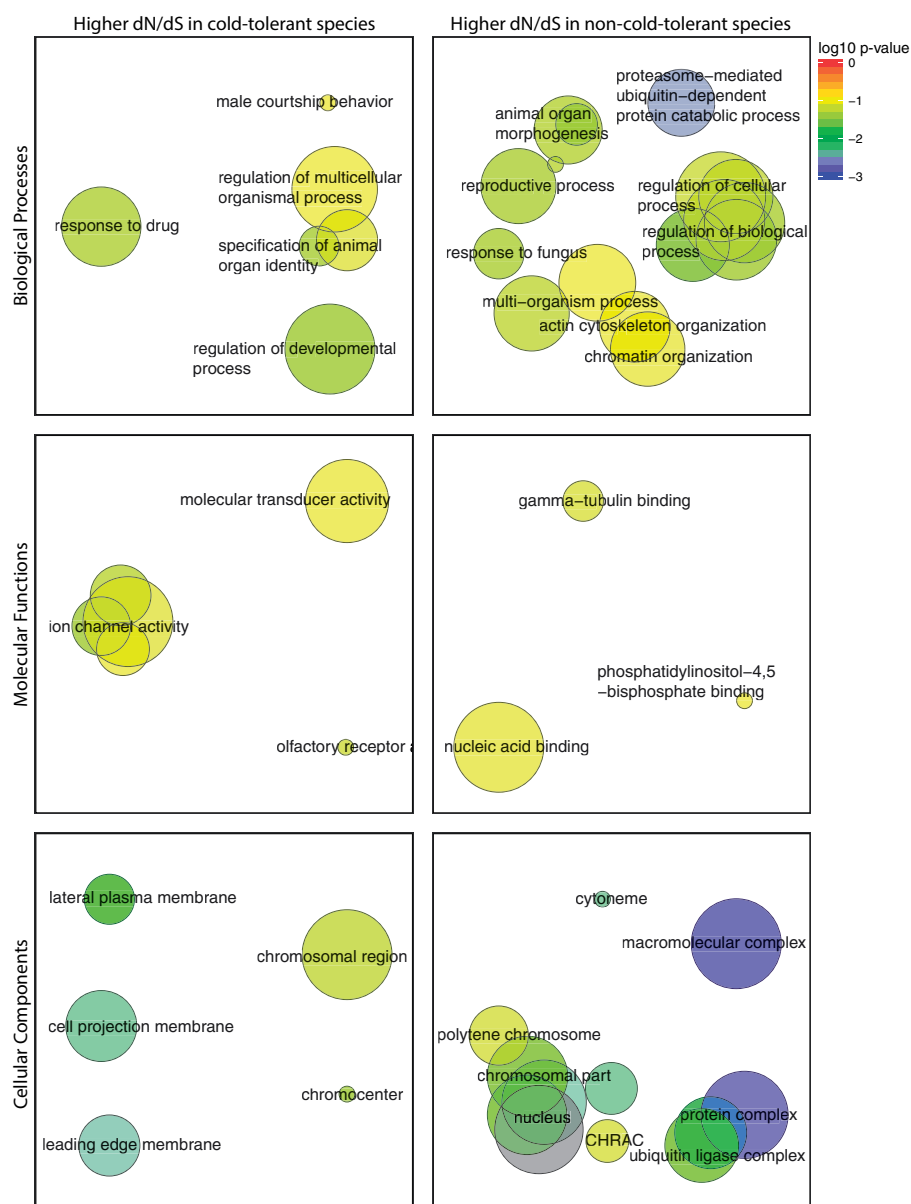 Higher dN/dS in cold-tolerant species
Higher dN/dS in non-cold-tolerant species
log10 p-value
0
−1
−2
−3
Biological Processes
male courtship behavior
regulation of multicellular
organismal process
response to drug
specification of animal
organ identity
regulation of developmental
process
proteasome−mediated
ubiquitin−dependent
protein catabolic process
animal organ
morphogenesis
reproductive process
regulation of cellular
process
regulation of biological
process
response to fungus
multi−organism process
actin cytoskeleton organization
chromatin organization
Molecular Functions
molecular transducer activity
ion channel activity
olfactory receptor a
gamma−tubulin binding
phosphatidylinositol−4,5
−bisphosphate binding
nucleic acid binding
Cellular Components
lateral plasma membrane
chromosomal region
cell projection membrane
chromocenter
leading edge membrane
cytoneme
macromolecular complex
polytene chromosome
chromosomal part
nucleus
protein complex
CHRAC
ubiquitin ligase complex